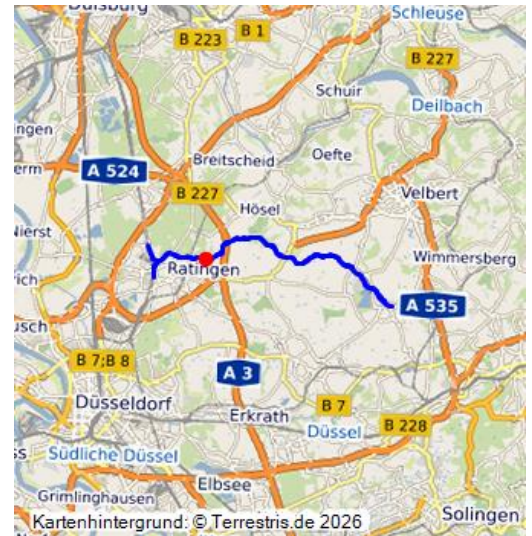 Duisburg
Schleuse
B 223
B 1
B 227
Schuir
Deilbach
ingen
Breitscheid
Oefte
erm
A 524
B 227
Velbert
Hösel
Nierst
Wimmersberg
Ratingen
rich
A 535
usch
B 7;B 8
A 3
Düsseldorf
Erkrath
B 7
Düssel
B 228
ss
Südliche Düssel
Elbsee
Grimlinghausen
Solingen
Kartenhintergrund: © Terrestris.de 2026